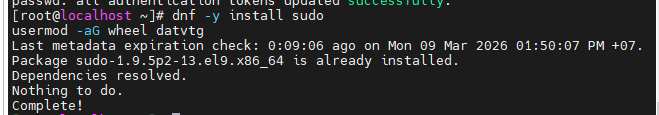 passwd: all authentication tokens updated successfully.
[root@localhost ~]# dnf -y install sudo
usermod -aG wheel datvtg
Last metadata expiration check: 0:09:06 ago on Mon 09 Mar 2026 01:50:07 PM +07.
Package sudo-1.9.5p2-13.el9.x86_64 is already installed.
Dependencies resolved.
Nothing to do.
Complete!